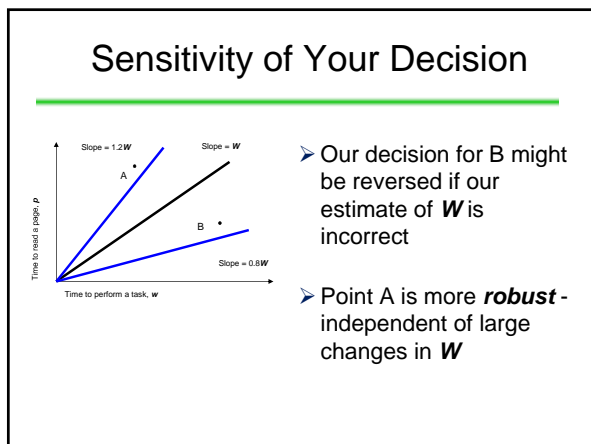 Sensitivity of Your Decision
Slope = 1.2W
Slope = W
A
B
Slope = 0.8W
Time to read a page, p
Time to perform a task, w
Our decision for B might
be reversed if our
estimate of W is
incorrect
Point A is more robust -
independent of large
changes in W